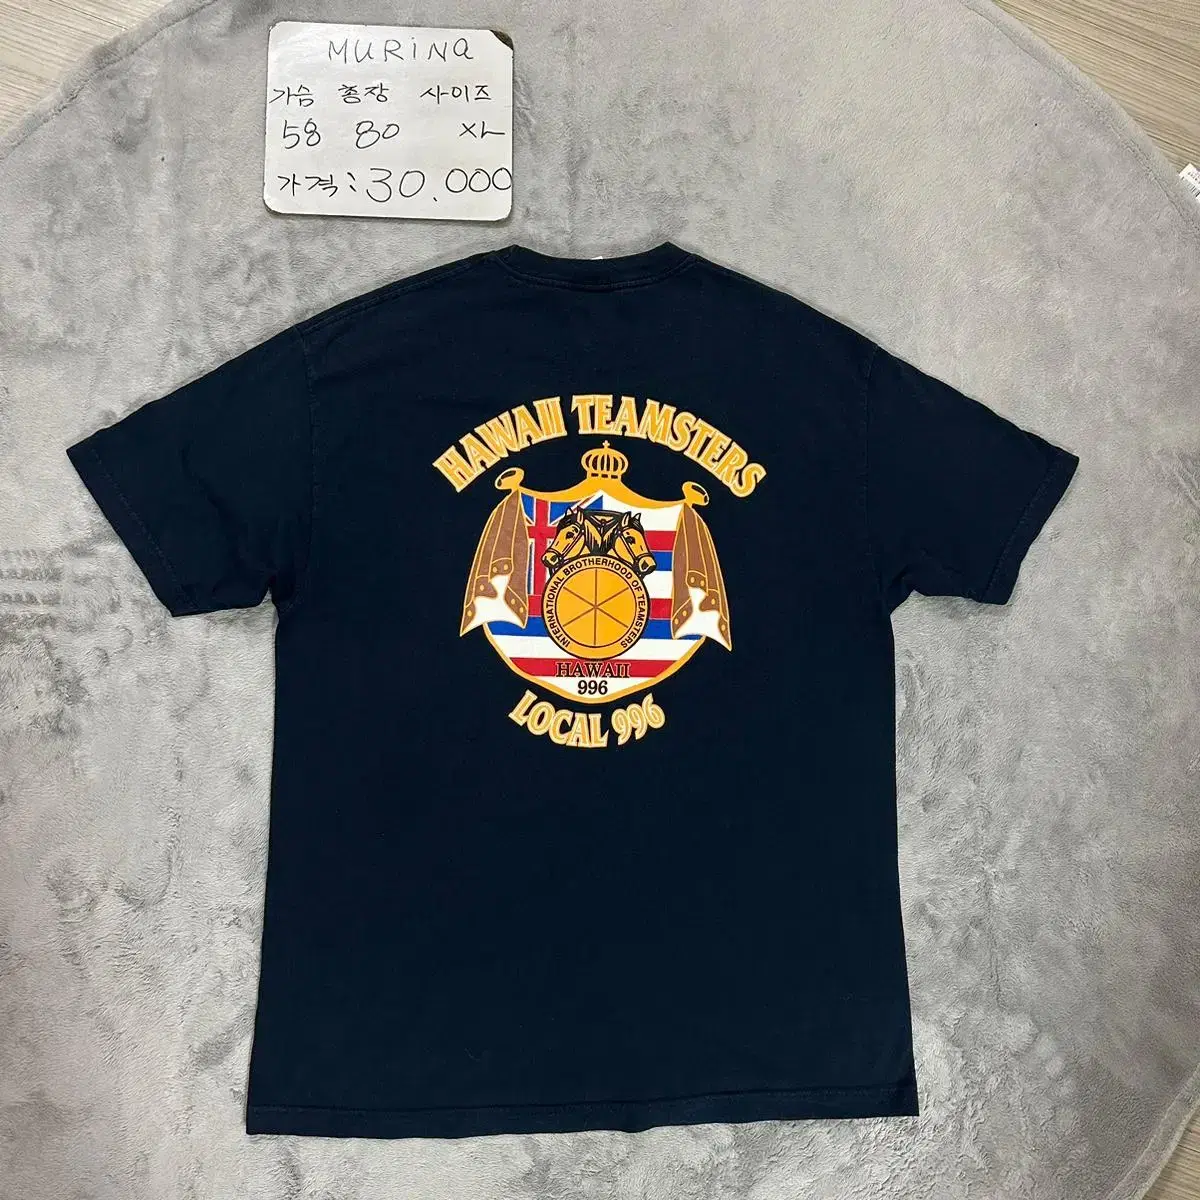 MURINA
가슴 총장 사이즈
58 80 XL
가격: 30.000
HAWAII TEAMSTERS
INTERNATIONAL BROTHERHOOD OF TEAMSTERS
HAWAII
996
LOCAL 996